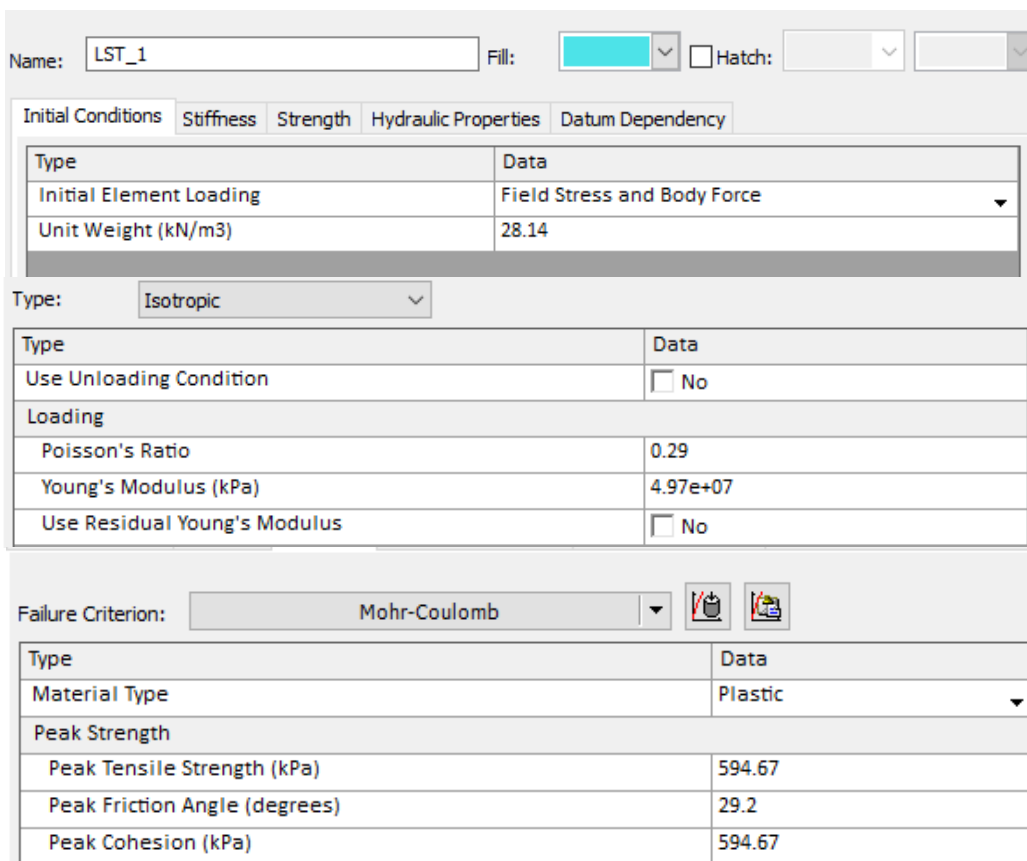 Name: LST_1 Fill: Hatch:
Initial Conditions Stiffness Strength Hydraulic Properties Datum Dependency
Type Data
Initial Element Loading Field Stress and Body Force
Unit Weight (kN/m3) 28.14
Type: Isotropic
Type Data
Use Unloading Condition No
Loading
Poisson's Ratio 0.29
Young's Modulus (kPa) 4.97e+07
Use Residual Young's Modulus No
Failure Criterion: Mohr-Coulomb
Type Data
Material Type Plastic
Peak Strength
Peak Tensile Strength (kPa) 594.67
Peak Friction Angle (degrees) 29.2
Peak Cohesion (kPa) 594.67